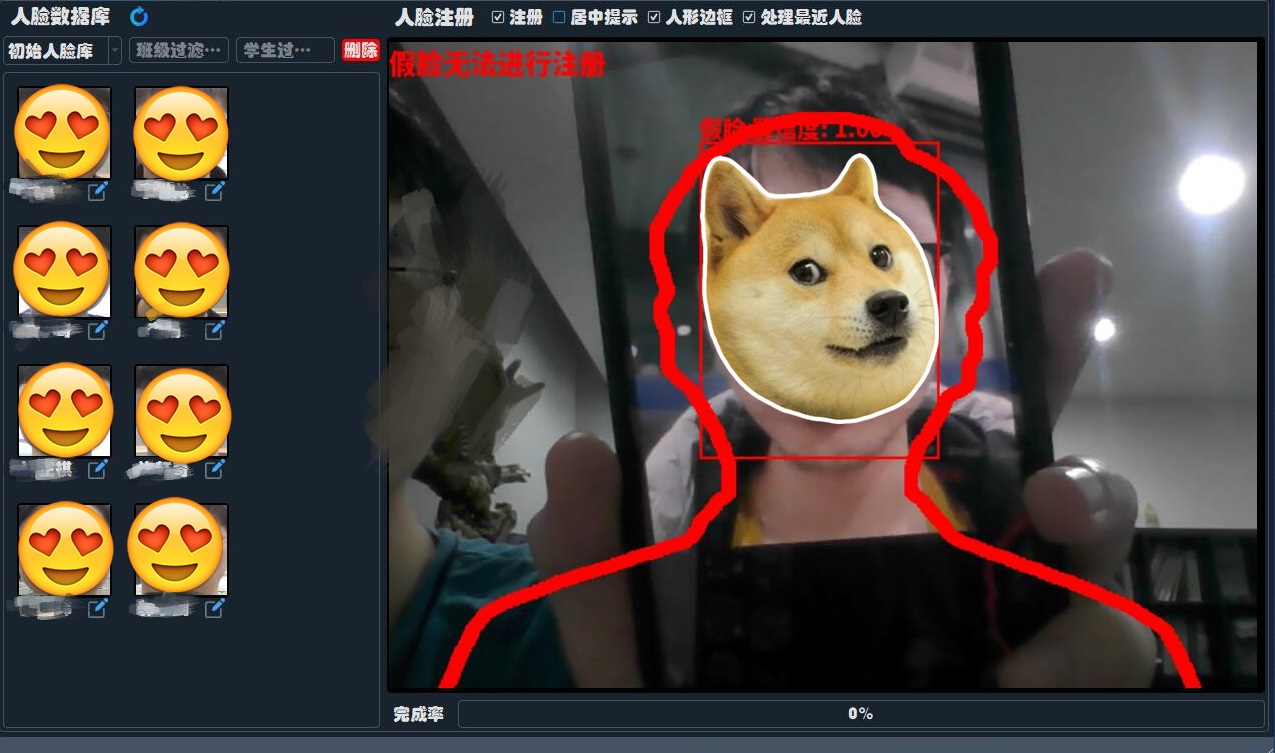 人脸数据库
初始人脸库 班级过滤··· 学生过··· 删除
人脸注册 注册 居中提示 人形边框 处理最近人脸
假脸无法进行注册
完成率 0%